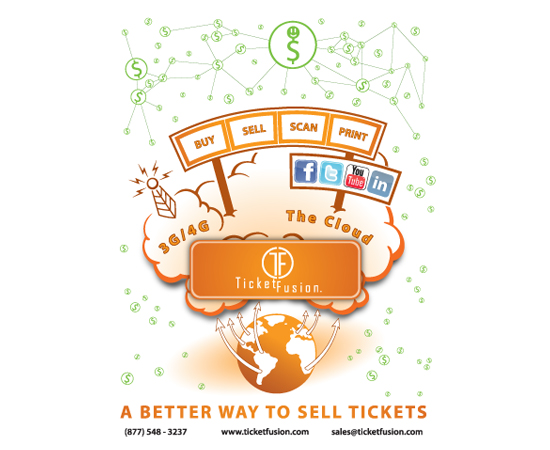 $
BUY SELL SCAN PRINT
f t You Tube in
3G/4G The Cloud
TF
TicketFusion.
A BETTER WAY TO SELL TICKETS
(877) 548 - 3237 www.ticketfusion.com sales@ticketfusion.com